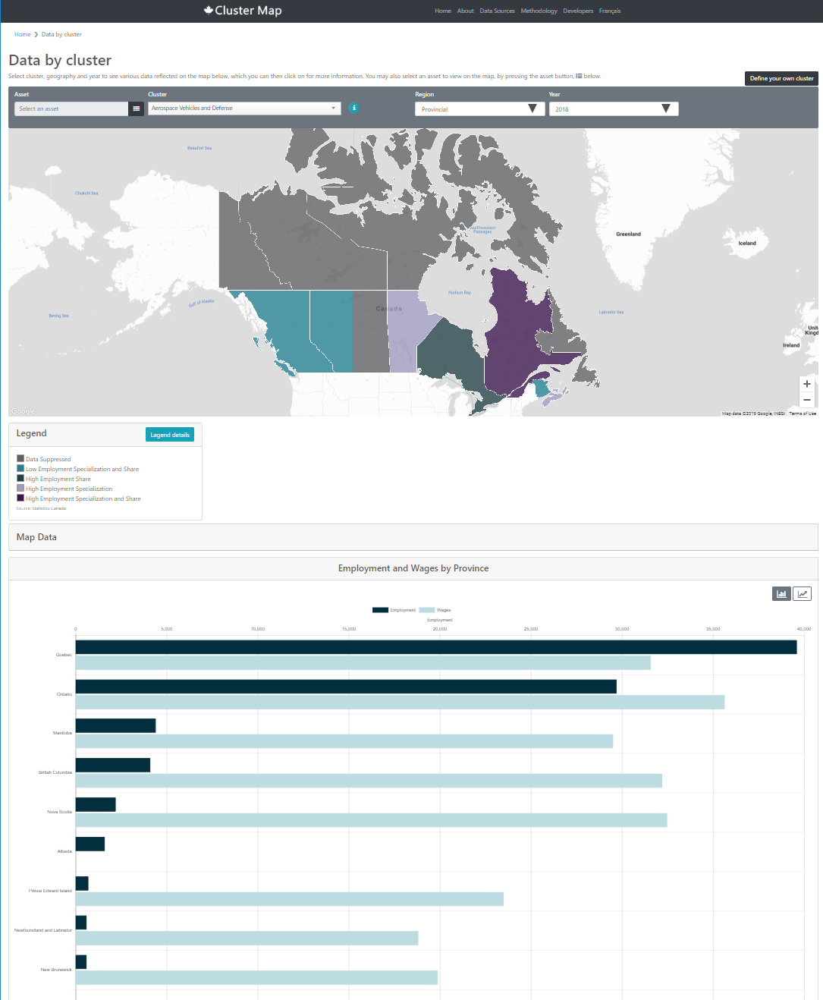 Cluster Map
Home About Data Sources Methodology Developers Français
Home > Data by cluster
Data by cluster
Select cluster, geography and year to see various data reflected on the map below, which you can then click on for more information. You may also select an asset to view on the map, by pressing the asset button, below.
Define your own cluster
Asset Cluster Region Year
Select an asset Aerospace Vehicles and Defense Provincial 2018
Beaufort Sea
Chukchi Sea
Northwestern
Passages
Greenland
Iceland
Hudson Bay
Gulf of Alaska
Canada
Bering Sea
Labrador Sea
Unit
Kingd
Ireland
+
−
Google
Map data ©2019 Google, INEGI Terms of Use
Legend
Legend details
Data Suppressed
Low Employment Specialization and Share
High Employment Share
High Employment Specialization
High Employment Specialization and Share
Source: Statistics Canada
Map Data
Employment and Wages by Province
Employment Wages
Employment
0 5,000 10,000 15,000 20,000 25,000 30,000 35,000 40,000
Quebec
Ontario
Manitoba
British Columbia
Nova Scotia
Alberta
Prince Edward Island
Newfoundland and Labrador
New Brunswick